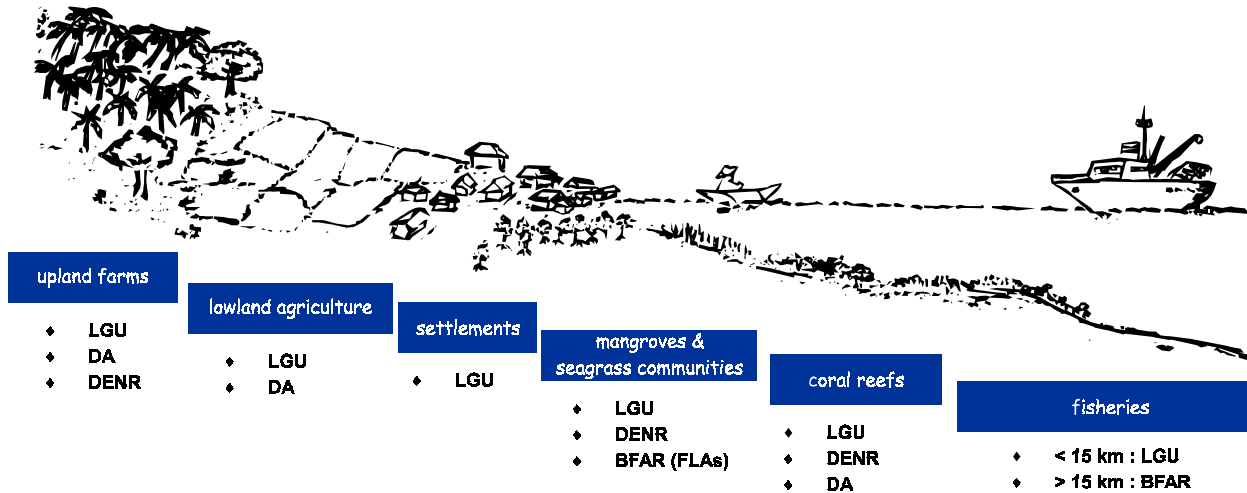 upland farms
♦ LGU
♦ DA
♦ DENR
lowland agriculture
♦ LGU
♦ DA
settlements
♦ LGU
mangroves &
seagrass communities
♦ LGU
♦ DENR
♦ BFAR (FLAs)
coral reefs
♦ LGU
♦ DENR
♦ DA
fisheries
♦ < 15 km : LGU
♦ > 15 km : BFAR